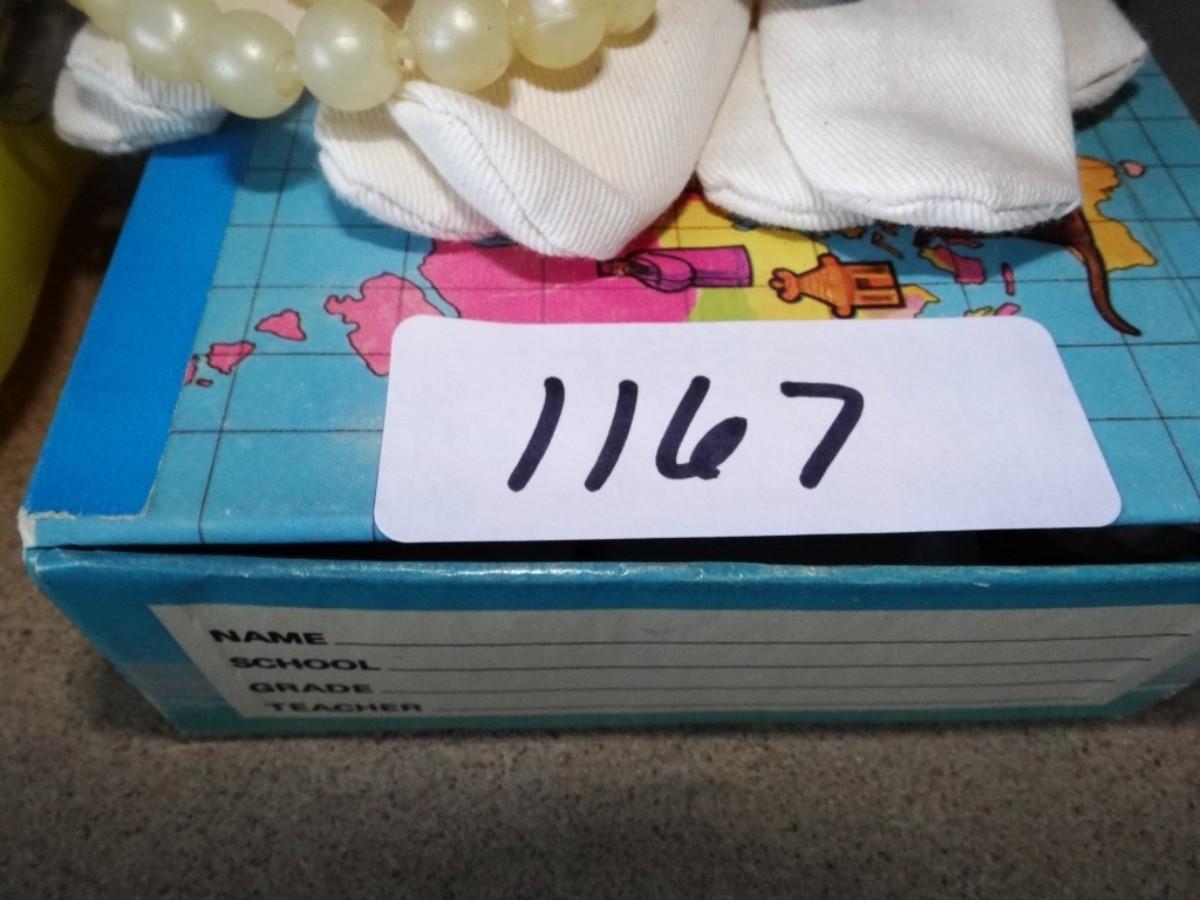 1167
NAME
SCHOOL
GRADE
TEACHER